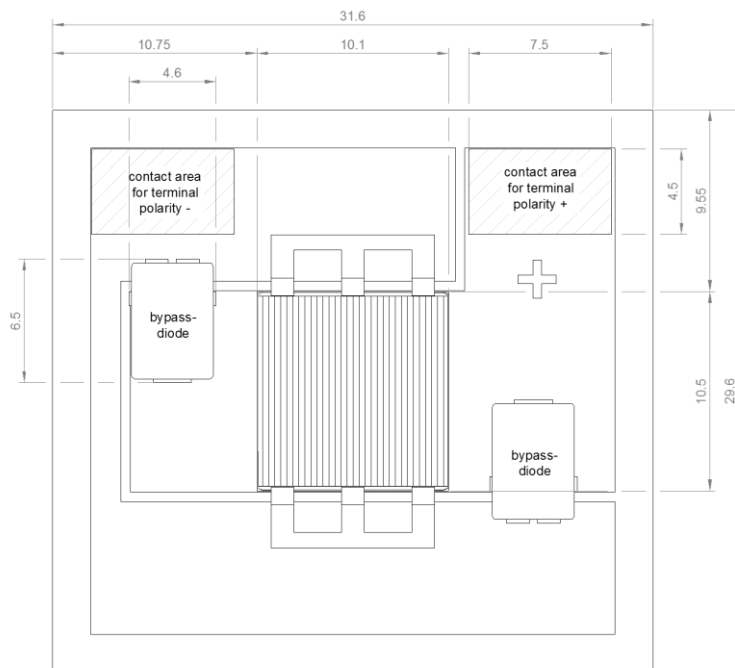 31.6
10.75
10.1
7.5
4.6
contact area
for terminal
polarity -
contact area
for terminal
polarity +
4.5
9.55
6.5
bypass-
diode
10.5
29.6
bypass-
diode